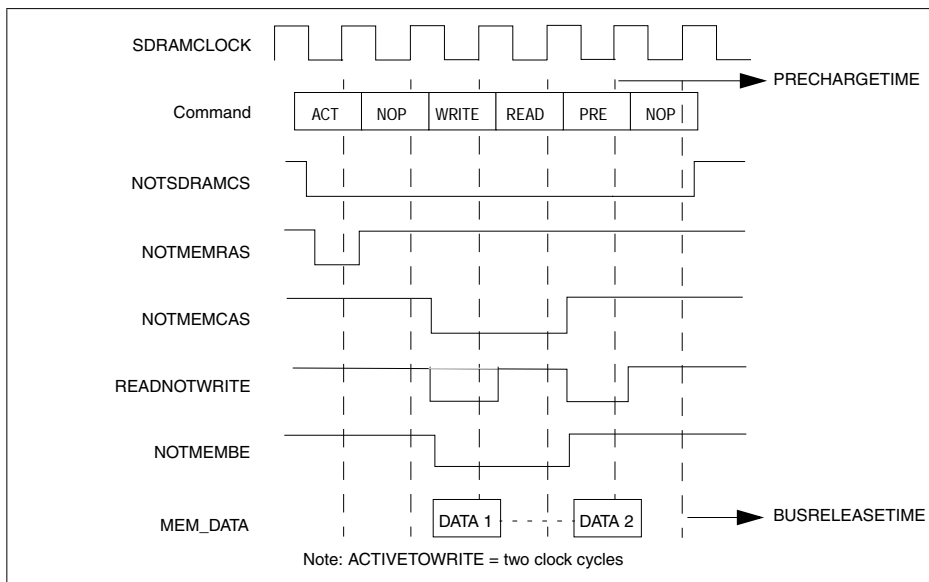 SDRAMCLOCK
PRECHARGETIME
Command ACT NOP WRITE READ PRE NOP
NOTSDRAMCS
NOTMEMRAS
NOTMEMCAS
READNOTWRITE
NOTMEMBE
MEM_DATA DATA 1 DATA 2 BUSRELEASETIME
Note: ACTIVETOWRITE = two clock cycles